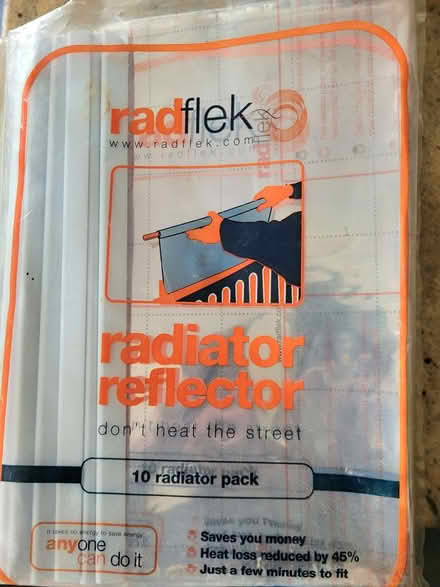 radflek
www.radflek.com
radiator
reflector
don't heat the street
10 radiator pack
it takes no energy to save energy
anyone
can do it
Saves you money
Heat loss reduced by 45%
Just a few minutes to fit